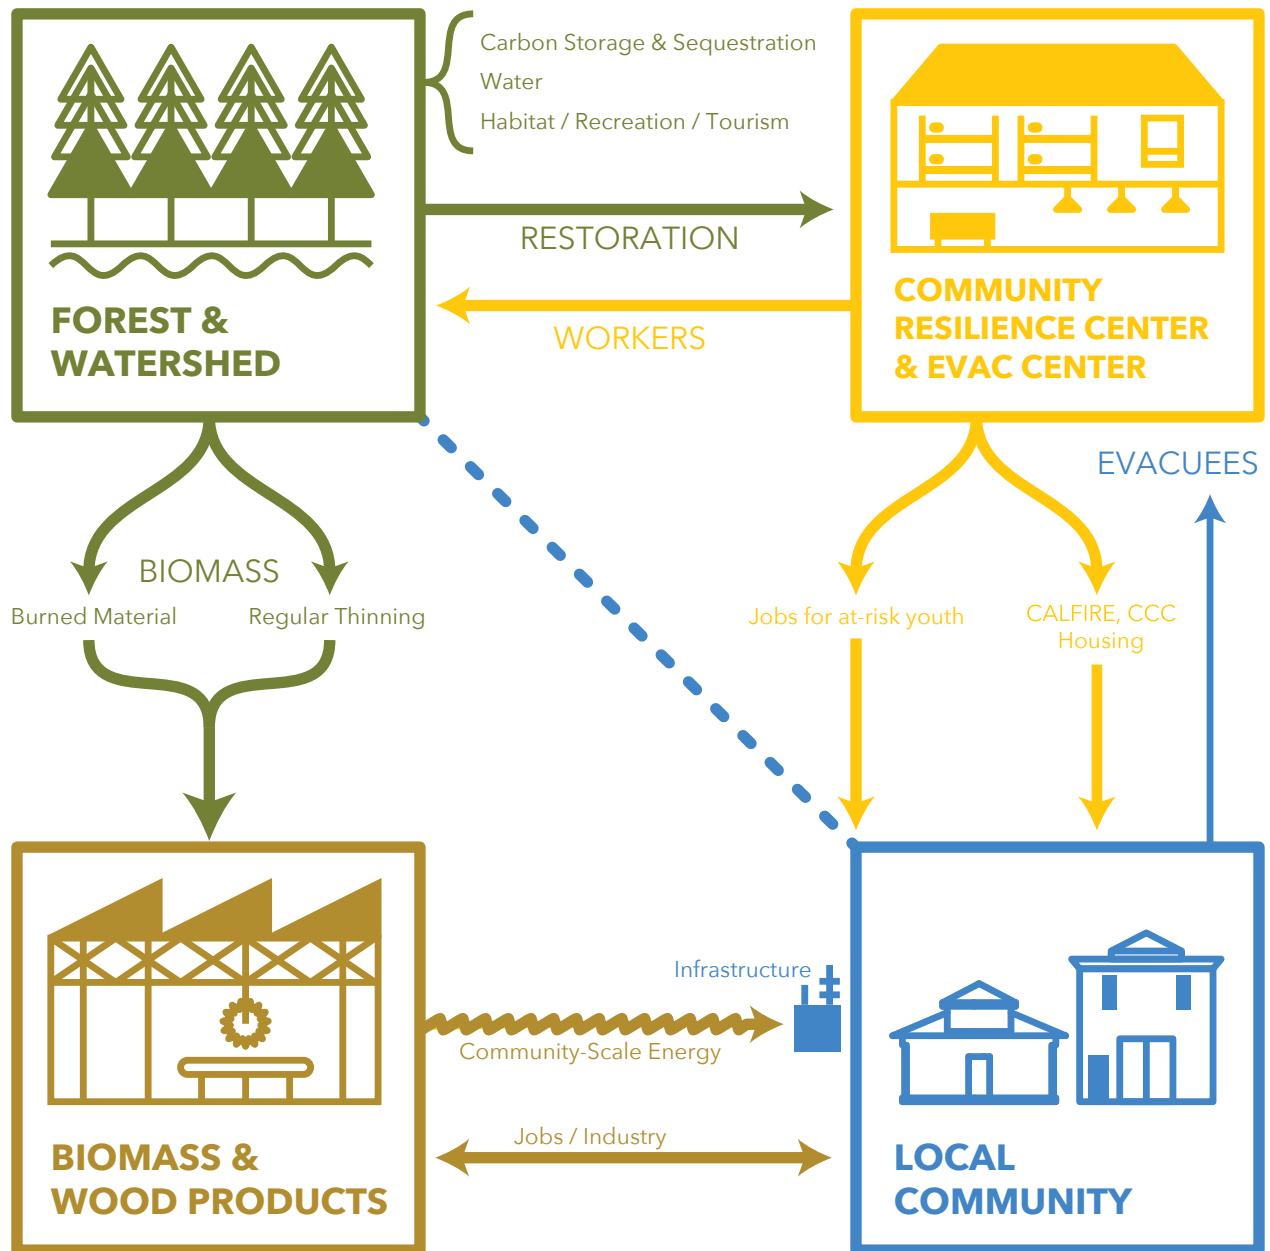 Carbon Storage & Sequestration
Water
Habitat / Recreation / Tourism
FOREST &
WATERSHED
RESTORATION
WORKERS
COMMUNITY
RESILIENCE CENTER
& EVAC CENTER
EVACUEES
BIOMASS
Burned Material
Regular Thinning
Jobs for at-risk youth
CALFIRE, CCC
Housing
Infrastructure
Community-Scale Energy
Jobs / Industry
BIOMASS &
WOOD PRODUCTS
LOCAL
COMMUNITY